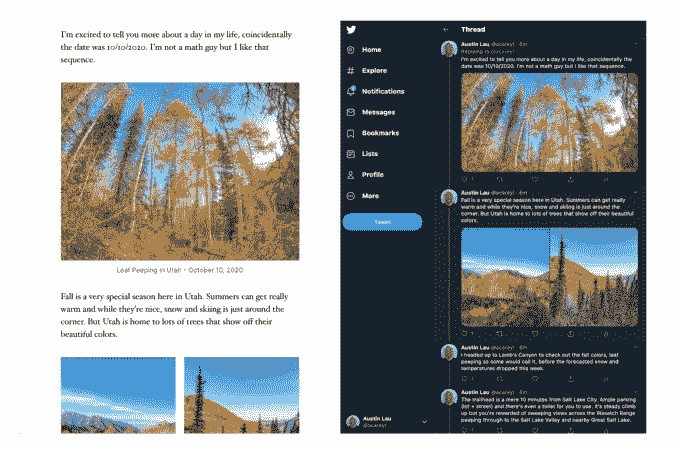 I'm excited to tell you more about a day in my life, coincidentally
the date was 10/10/2020. I'm not a math guy but I like that
sequence.
Leaf Peeping in Utah • October 10, 2020
Fall is a very special season here in Utah. Summers can get really
warm and while they're nice, snow and skiing is just around the
corner. But Utah is home to lots of trees that show off their
beautiful colors.
Home
Explore
Notifications
Messages
Bookmarks
Lists
Profile
More
Tweet
Austin Lau
Thread
Austin Lau
I'm excited to tell you more about a day in my life, coincidentally the
date was 10/10/2020. I'm not a math guy but I like that sequence.
Austin Lau
Fall is a very special season here in Utah. Summers can get really
warm and while they're nice, snow and skiing is just around the
corner. But Utah is home to lots of trees that show off their beautiful
colors.
Austin Lau
I headed up to Lamb's Canyon to check out the fall colors, leaf
peeping as some would call it, before the forecasted snow and
temperatures dropped this week.
Austin Lau
The trailhead is a mere 10 minutes from Salt Lake City. Ample parking
(lot + street) and there's even a toilet for you to use. It's steady climb
up but you're rewarded of sweeping views across the Wasatch Range
peeping through to the Salt Lake Valley and nearby Great Salt Lake.